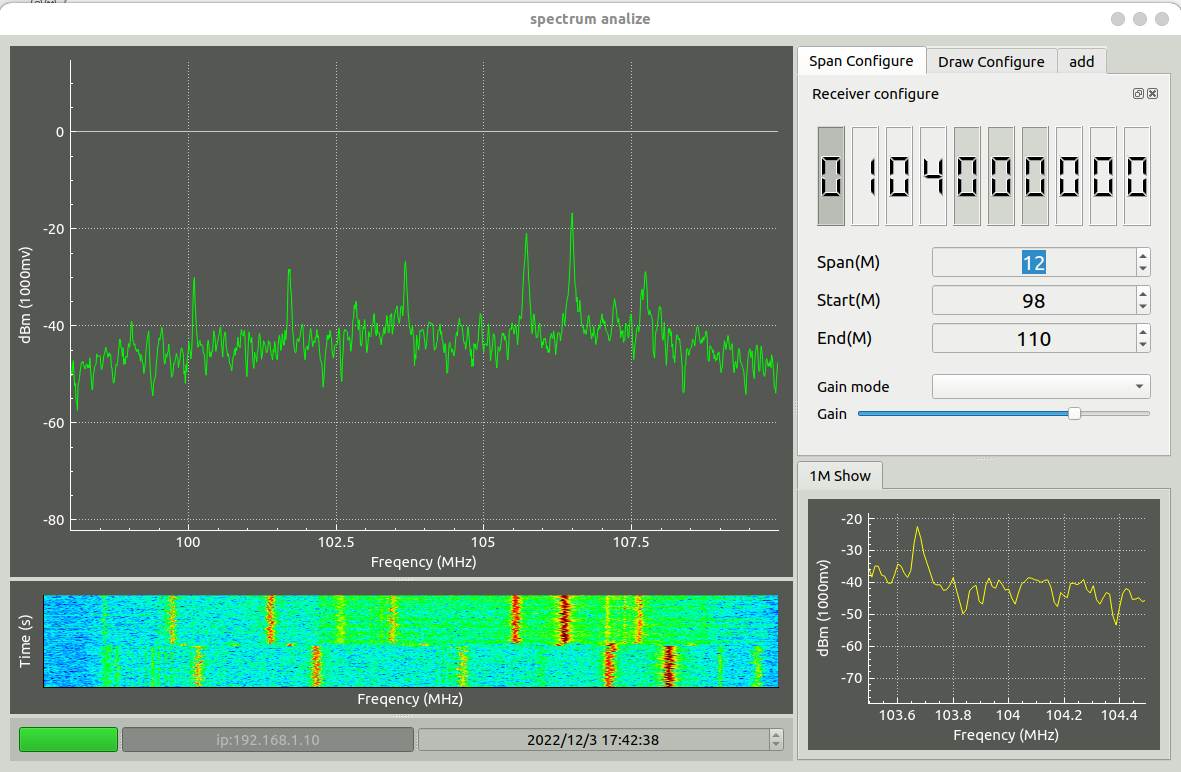 spectrum analize
Span Configure
Draw Configure
add
Receiver configure
0104000000
Span(M)
12
Start(M)
98
End(M)
110
Gain mode
Gain
0
-20
-40
-60
-80
dBm (1000mv)
100
102.5
105
107.5
Freqency (MHz)
Time (s)
Freqency (MHz)
1M Show
-20
-30
-40
-50
-60
-70
dBm (1000mv)
103.6
103.8
104
104.2
104.4
Freqency (MHz)
ip:192.168.1.10
2022/12/3 17:42:38